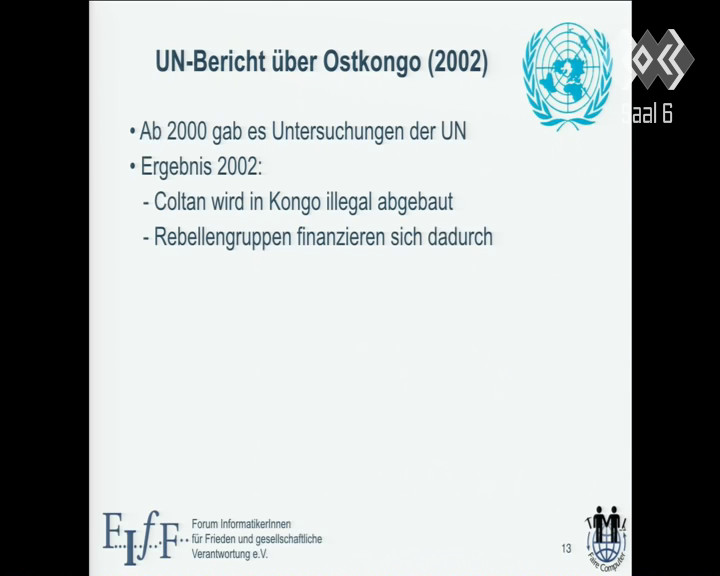 UN-Bericht über Ostkongo (2002)
Saal 6
• Ab 2000 gab es Untersuchungen der UN
• Ergebnis 2002:
- Coltan wird in Kongo illegal abgebaut
- Rebellengruppen finanzieren sich dadurch
F..I..f..F..
Forum InformatikerInnen
für Frieden und gesellschaftliche
Verantwortung e.V.
13
Faire Computer